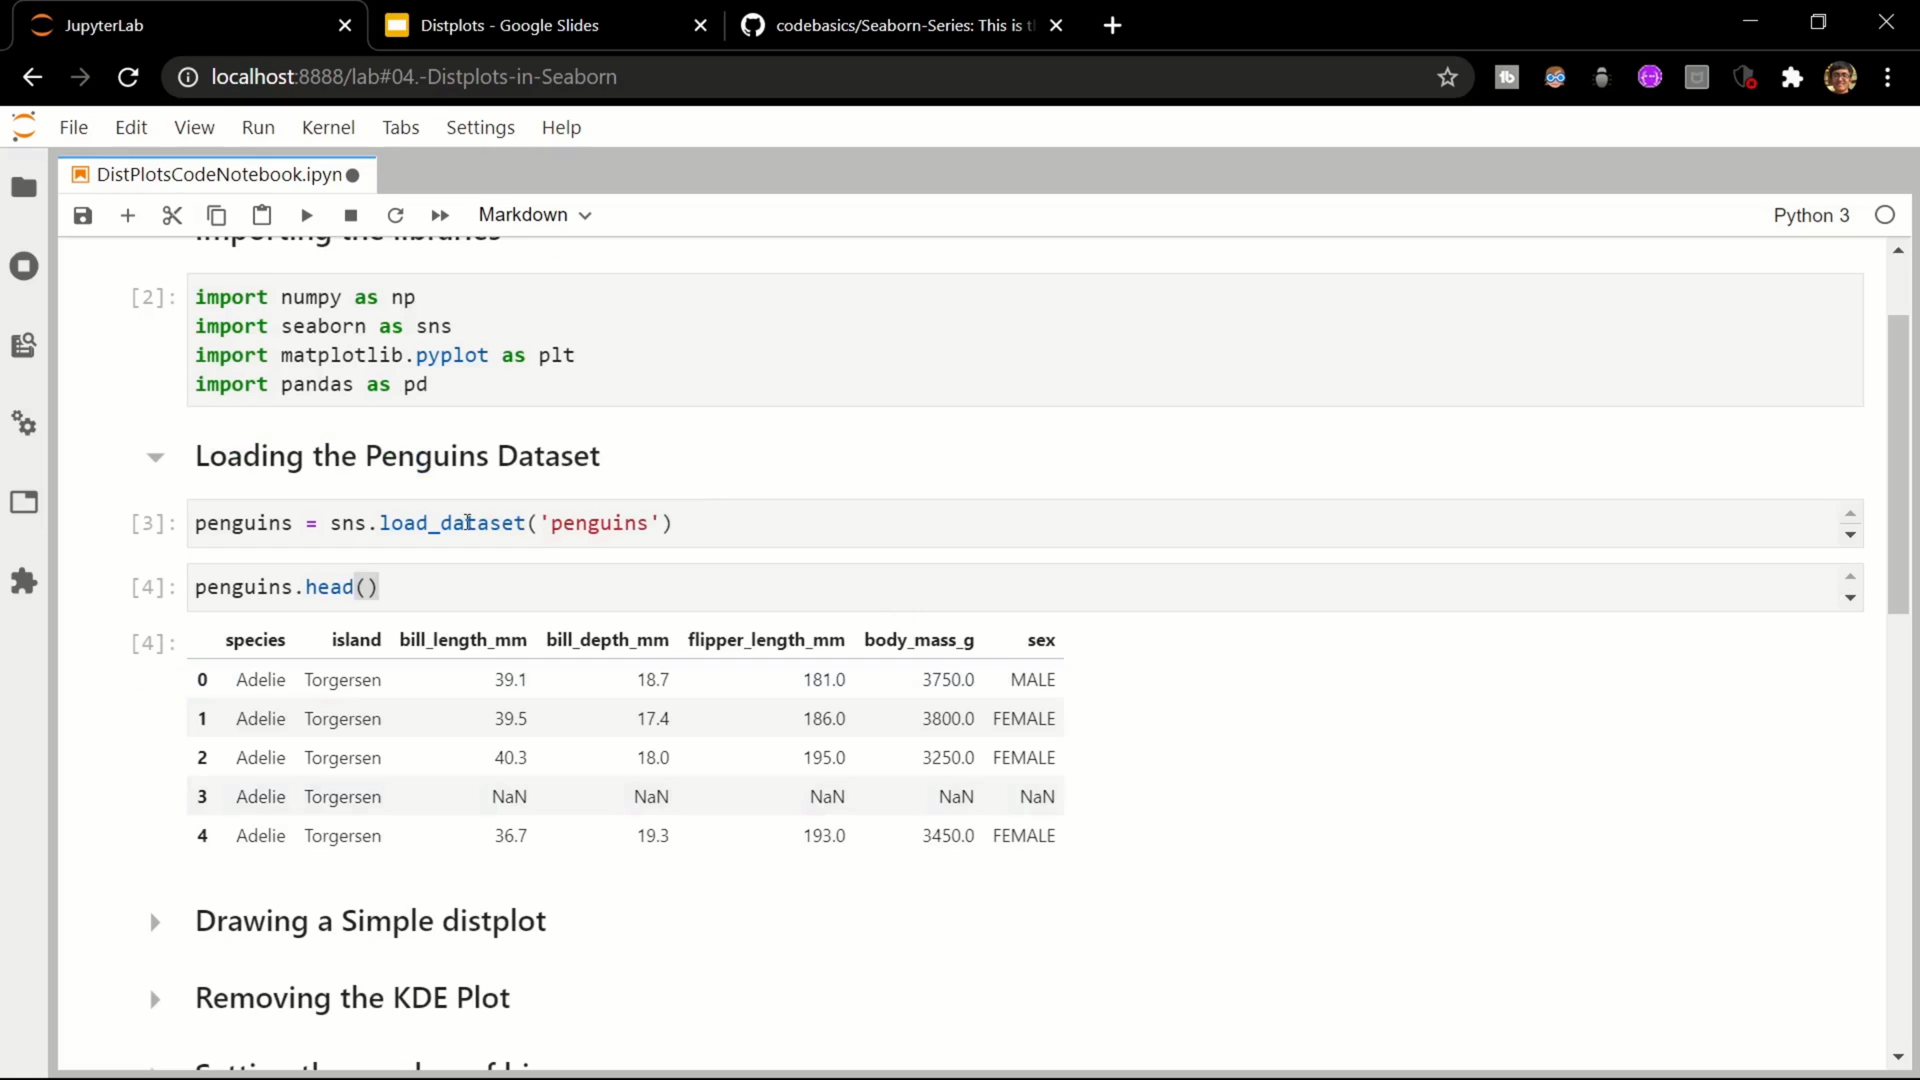 JupyterLab
Distplots - Google Slides
codebasics/Seaborn-Series: This is t
localhost:8888/lab#04.-Distplots-in-Seaborn
tb
File Edit View Run Kernel Tabs Settings Help
DistPlotsCodeNotebook.ipyn
Markdown
Python 3
Importing the libraries
[2]: import numpy as np
import seaborn as sns
import matplotlib.pyplot as plt
import pandas as pd
Loading the Penguins Dataset
[3]: penguins = sns.load_dataset('penguins')
[4]: penguins.head()
[4]: species island bill_length_mm bill_depth_mm flipper_length_mm body_mass_g sex
0 Adelie Torgersen 39.1 18.7 181.0 3750.0 MALE
1 Adelie Torgersen 39.5 17.4 186.0 3800.0 FEMALE
2 Adelie Torgersen 40.3 18.0 195.0 3250.0 FEMALE
3 Adelie Torgersen NaN NaN NaN NaN NaN
4 Adelie Torgersen 36.7 19.3 193.0 3450.0 FEMALE
Drawing a Simple distplot
Removing the KDE Plot